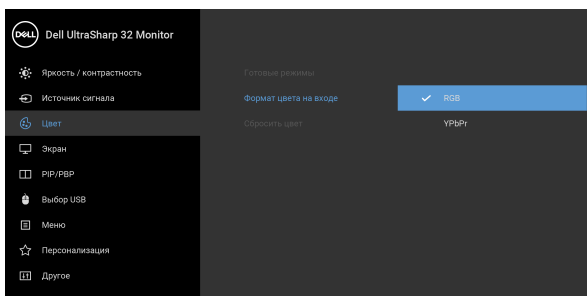 DELL
Dell UltraSharp 32 Monitor
Яркость / контрастность
Готовые режимы
Источник сигнала
Формат цвета на входе
RGB
Цвет
Сбросить цвет
YPbPr
Экран
PIP/PBP
Выбор USB
Меню
Персонализация
Другое